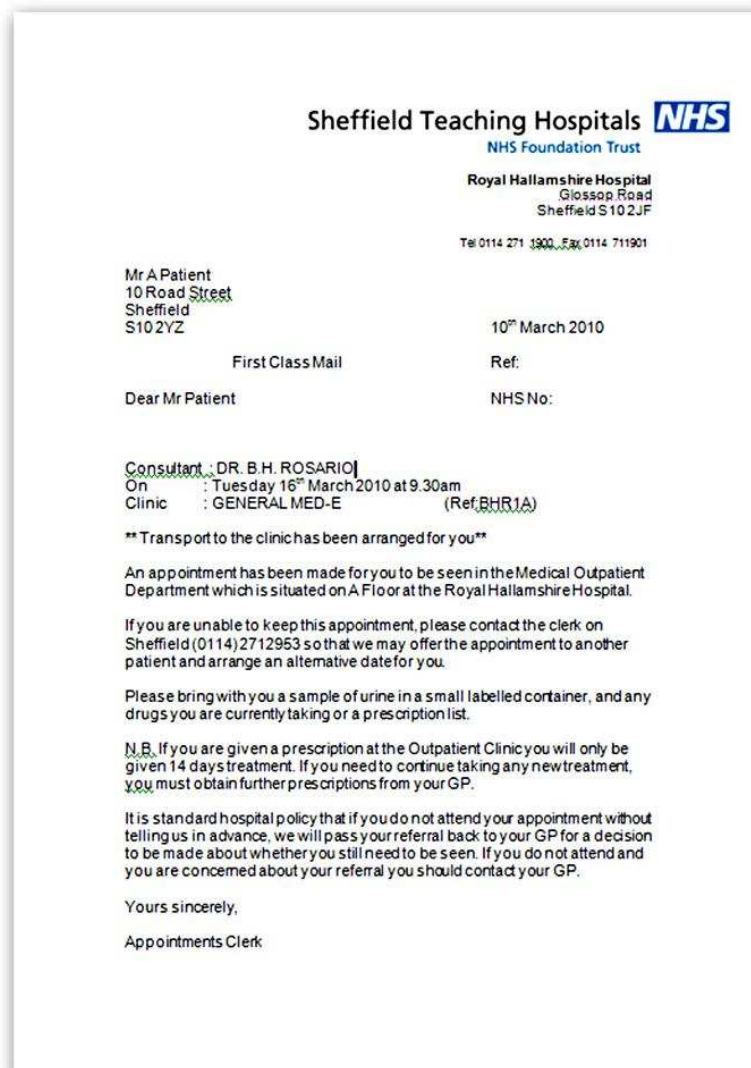 Sheffield Teaching Hospitals NHS
NHS Foundation Trust
Royal Hallamshire Hospital
Glossop Road
Sheffield S10 2JF
Tel 0114 271 1900 Fax 0114 711901
Mr A Patient
10 Road Street
Sheffield
S10 2YZ 10th March 2010
First Class Mail Ref:
Dear Mr Patient NHS No:
Consultant : DR. B.H. ROSARIO
On : Tuesday 16th March 2010 at 9.30am
Clinic : GENERAL MED-E (Ref:BHR1A)
** Transport to the clinic has been arranged for you**
An appointment has been made for you to be seen in the Medical Outpatient
Department which is situated on A Floor at the Royal Hallamshire Hospital.
If you are unable to keep this appointment, please contact the clerk on
Sheffield (0114) 2712953 so that we may offer the appointment to another
patient and arrange an alternative date for you.
Please bring with you a sample of urine in a small labelled container, and any
drugs you are currently taking or a prescription list.
N.B. If you are given a prescription at the Outpatient Clinic you will only be
given 14 days treatment. If you need to continue taking any new treatment,
you must obtain further prescriptions from your GP.
It is standard hospital policy that if you do not attend your appointment without
telling us in advance, we will pass your referral back to your GP for a decision
to be made about whether you still need to be seen. If you do not attend and
you are concerned about your referral you should contact your GP.
Yours sincerely,
Appointments Clerk